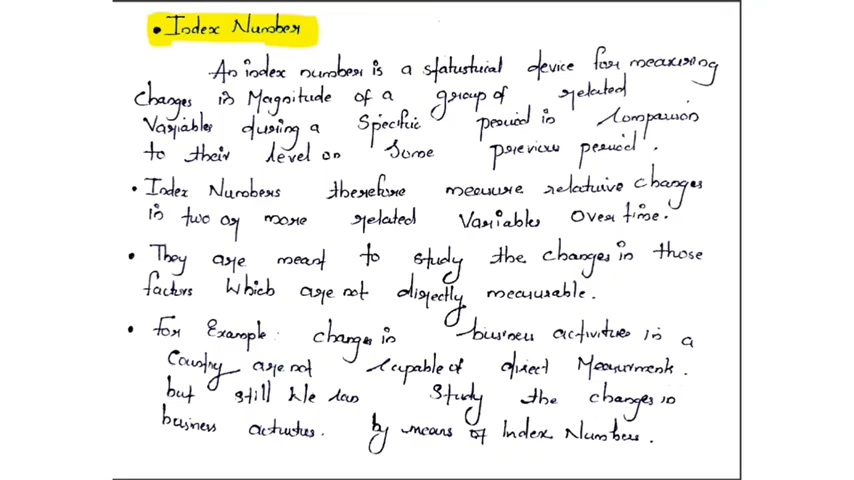 • Index Number
An index number is a statustical device for measuring
Changes in Magnitude of a group of related
Variables during a Specific period in Comparison
to their level on Some previous period.
• Index Numbers therefore measure relative changes
in two or more related Variables Over time.
• They are meant to study the changes in those
factors Which are not directly measurable.
• For Example: changes in business activities in a
Country are not Capable of direct Measurment.
but still We can Study the changes in
business activities. by means of Index Numbers.